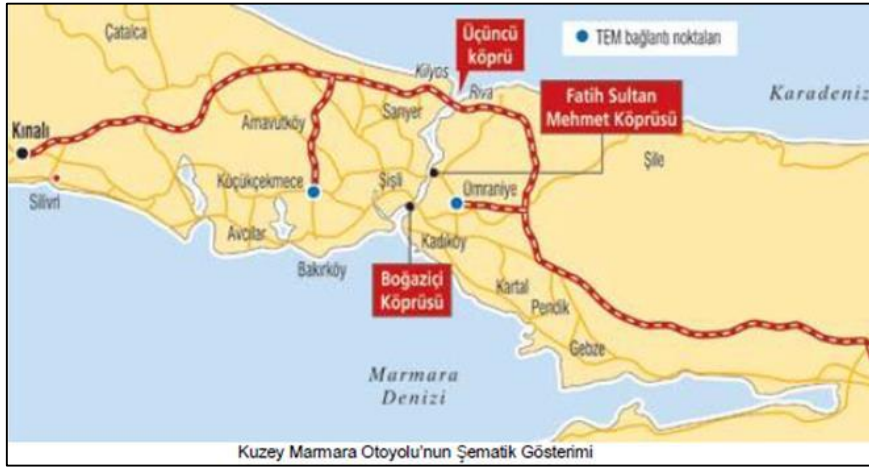 Çatalca
Kilyos
Üçüncü
köprü
TEM bağlantı noktaları
Riva
Fatih Sultan
Mehmet Köprüsü
Karadeniz
Sarıyer
Arnavutköy
Kınalı
Şile
Küçükçekmece
Şişli
Ümraniye
Silivri
Avcılar
Kadıköy
Bakırköy
Boğaziçi
Köprüsü
Kartal
Pendik
Gebze
Marmara
Denizi
Kuzey Marmara Otoyolu'nun Şematik Gösterimi